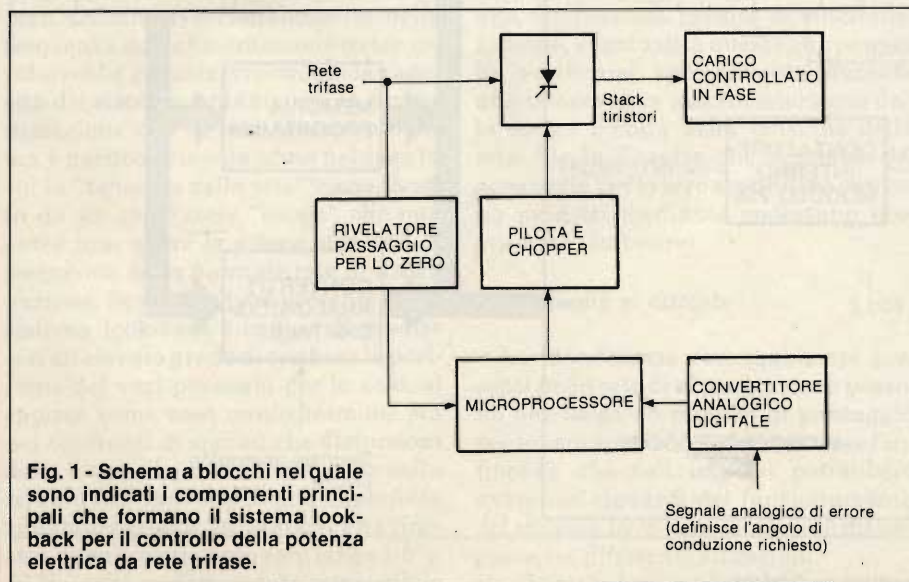 Rete
trifase
Stack
tiristori
CARICO
CONTROLLATO
IN FASE
RIVELATORE
PASSAGGIO
PER LO ZERO
PILOTA E
CHOPPER
MICROPROCESSORE
CONVERTITORE
ANALOGICO
DIGITALE
Segnale analogico di errore
(definisce l'angolo di
conduzione richiesto)
Fig. 1 - Schema a blocchi nel quale
sono indicati i componenti princi-
pali che formano il sistema look-
back per il controllo della potenza
elettrica da rete trifase.